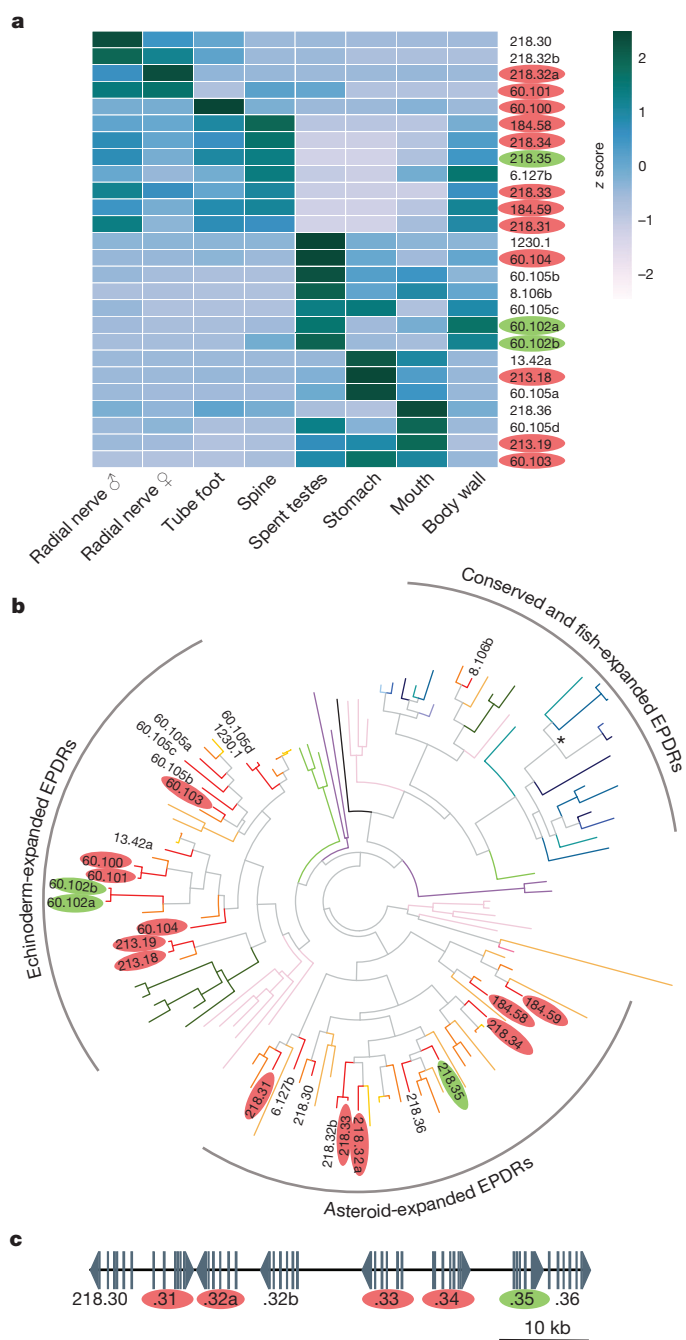 a
218.30
218.32b
218.32a
60.101
60.100
184.58
218.34
218.35
6.127b
218.33
184.59
218.31
1230.1
60.104
60.105b
8.106b
60.105c
60.102a
60.102b
13.42a
213.18
60.105a
218.36
60.105d
213.19
60.103
z score
2
1
0
−1
−2
Radial nerve ♂
Radial nerve ♀
Tube foot
Spine
Spent testes
Stomach
Mouth
Body wall
b
Conserved and fish-expanded EPDRs
8.106b
*
Echinoderm-expanded EPDRs
60.105d
1230.1
60.105a
60.105c
60.105b
60.103
13.42a
60.100
60.101
60.102b
60.102a
60.104
213.19
213.18
184.59
184.58
218.34
218.35
218.36
218.32a
218.33
218.32b
218.30
6.127b
218.31
Asteroid-expanded EPDRs
c
218.30 .31 .32a .32b .33 .34 .35 .36
10 kb